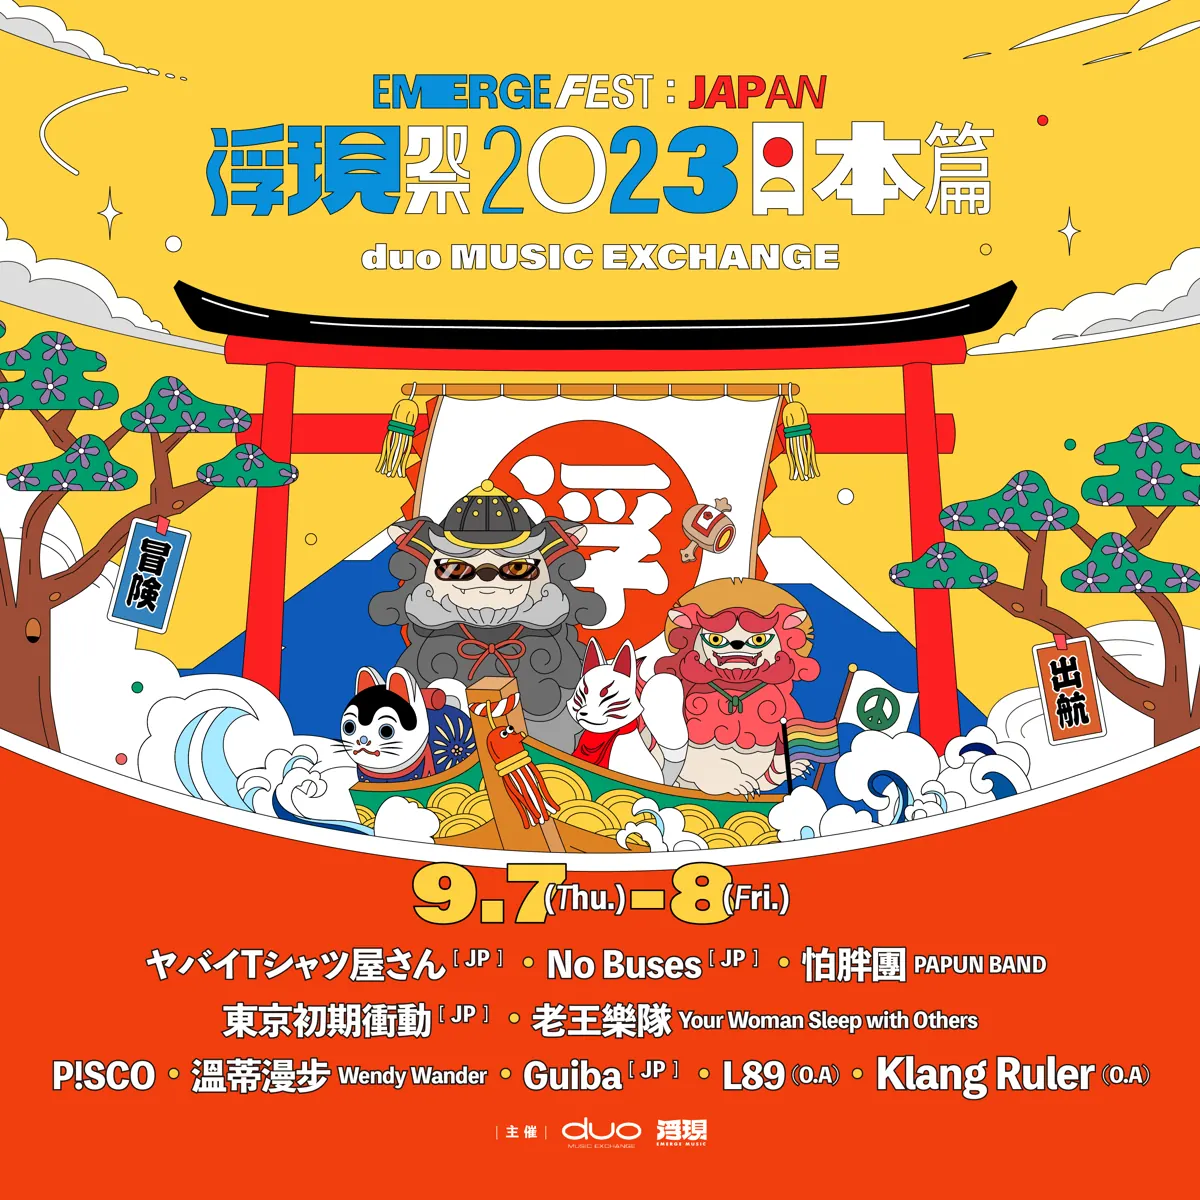 EMERGE FEST : JAPAN
浮現祭2023日本篇
duo MUSIC EXCHANGE
浮
冒険
出航
9.7(Thu.)-8(Fri.)
ヤバイTシャツ屋さん [ JP ] • No Buses [ JP ] • 怕胖團 PAPUN BAND
東京初期衝動 [ JP ] • 老王樂隊 Your Woman Sleep with Others
P!SCO • 溫蒂漫步 Wendy Wander • Guiba [ JP ] • L89 (O.A) • Klang Ruler (O.A)
| 主催 | duo 浮現
MUSIC EXCHANGE EMERGE MUSIC